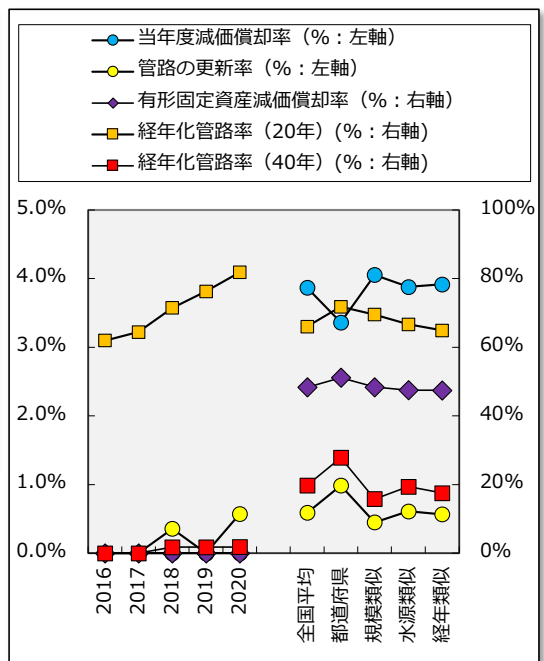 当年度減価償却率（%：左軸）
管路の更新率（%：左軸）
有形固定資産減価償却率（%：右軸）
経年化管路率（20年）(%：右軸)
経年化管路率（40年）(%：右軸)
5.0% 100%
4.0% 80%
3.0% 60%
2.0% 40%
1.0% 20%
0.0% 0%
2016
2017
2018
2019
2020
全国平均
都道府県
規模類似
水源類似
経年類似